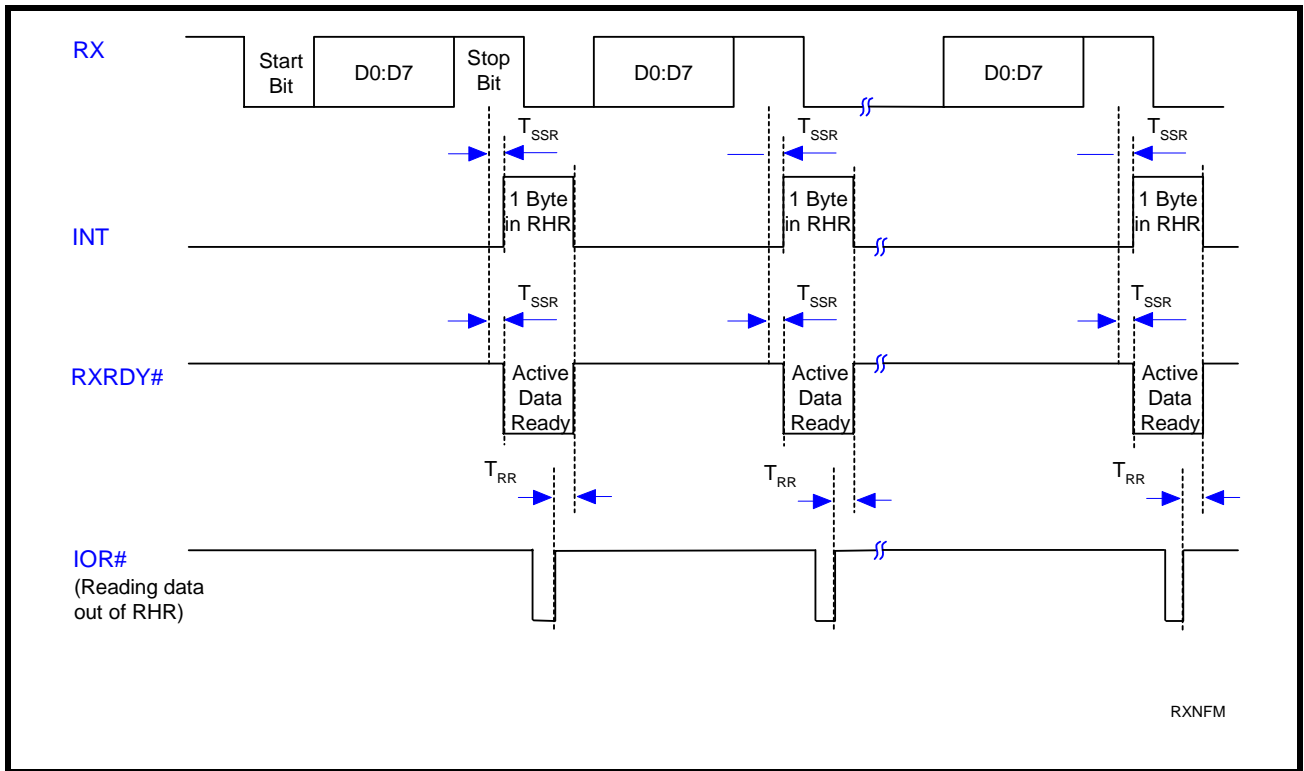 RX
Start
Bit
D0:D7
Stop
Bit
D0:D7
D0:D7
TSSR
TSSR
TSSR
INT
1 Byte
in RHR
1 Byte
in RHR
1 Byte
in RHR
TSSR
TSSR
TSSR
RXRDY#
Active
Data
Ready
Active
Data
Ready
Active
Data
Ready
TRR
TRR
TRR
IOR#
(Reading data
out of RHR)
RXNFM